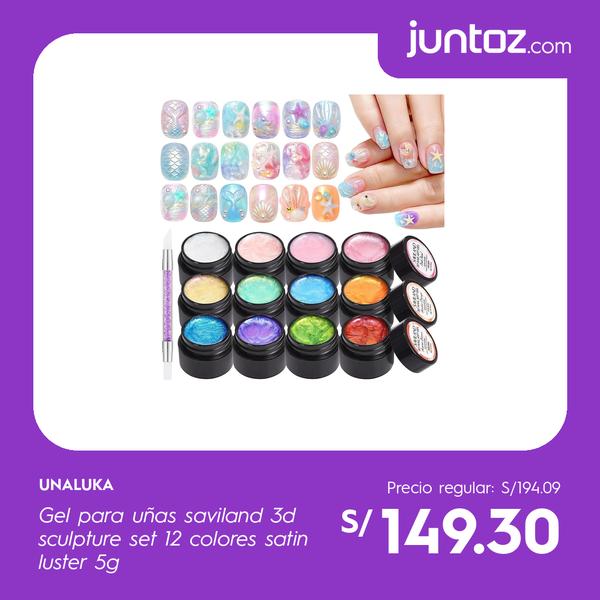 juntoz.com
UNALUKA
Gel para uñas saviland 3d
sculpture set 12 colores satin
luster 5g
Precio regular: S/194.09
S/149.30